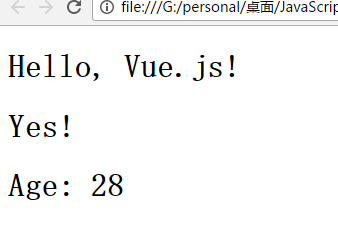 file:///G:/personal/桌面/JavaScrip
Hello, Vue.js!
Yes!
Age: 28